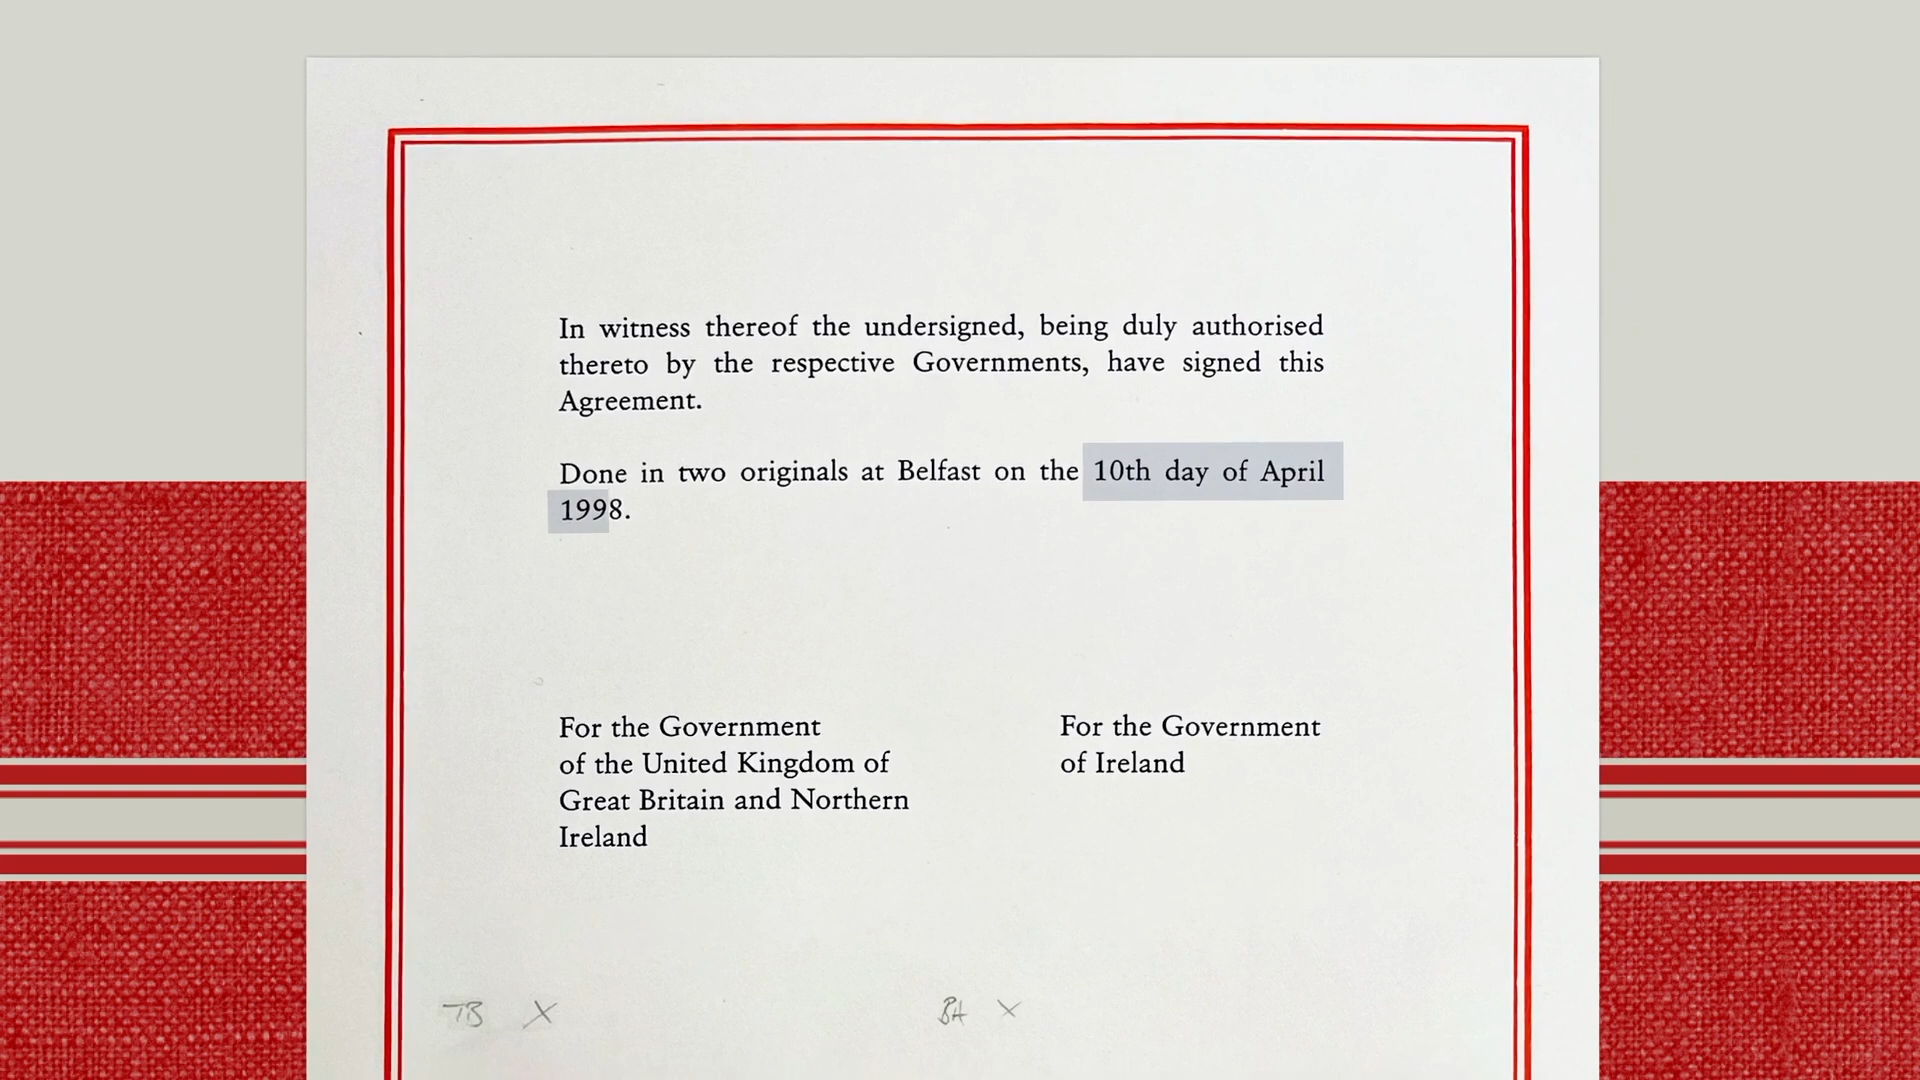 In witness thereof the undersigned, being duly authorised
thereto by the respective Governments, have signed this
Agreement.
Done in two originals at Belfast on the 10th day of April
1998.
For the Government
of the United Kingdom of
Great Britain and Northern
Ireland
For the Government
of Ireland
TB X
BA X